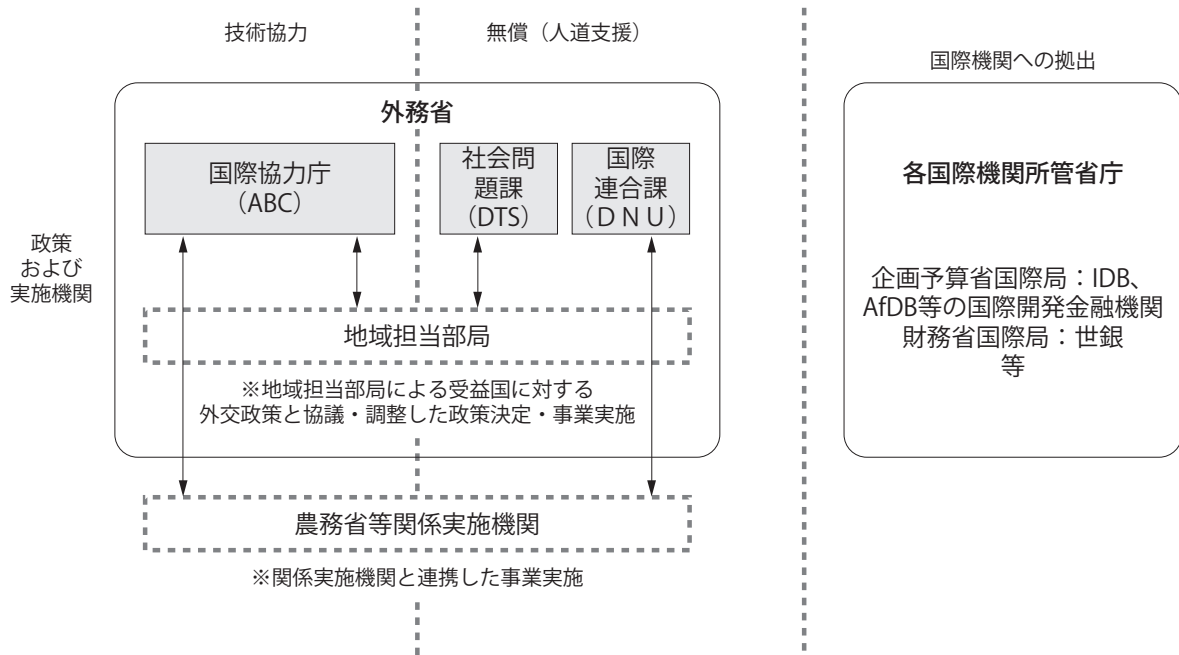 技術協力
無償（人道支援）
国際機関への拠出
外務省
国際協力庁
（ABC）
社会問
題課
（DTS）
国際
連合課
（ＤＮＵ）
各国際機関所管省庁
政策
および
実施機関
企画予算省国際局：IDB、
AfDB等の国際開発金融機関
財務省国際局：世銀
等
地域担当部局
※地域担当部局による受益国に対する
外交政策と協議・調整した政策決定・事業実施
農務省等関係実施機関
※関係実施機関と連携した事業実施